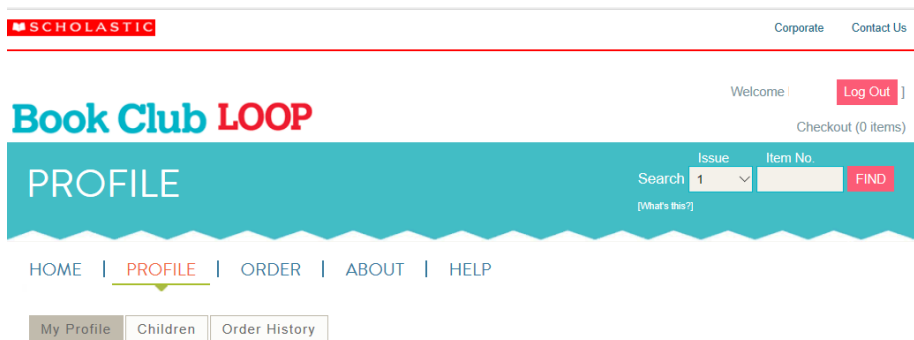 SCHOLASTIC
Corporate Contact Us
Welcome Log Out ]
Book Club LOOP
Checkout (0 items)
Issue Item No.
PROFILE
Search 1 FIND
[What's this?]
HOME | PROFILE | ORDER | ABOUT | HELP
My Profile Children Order History